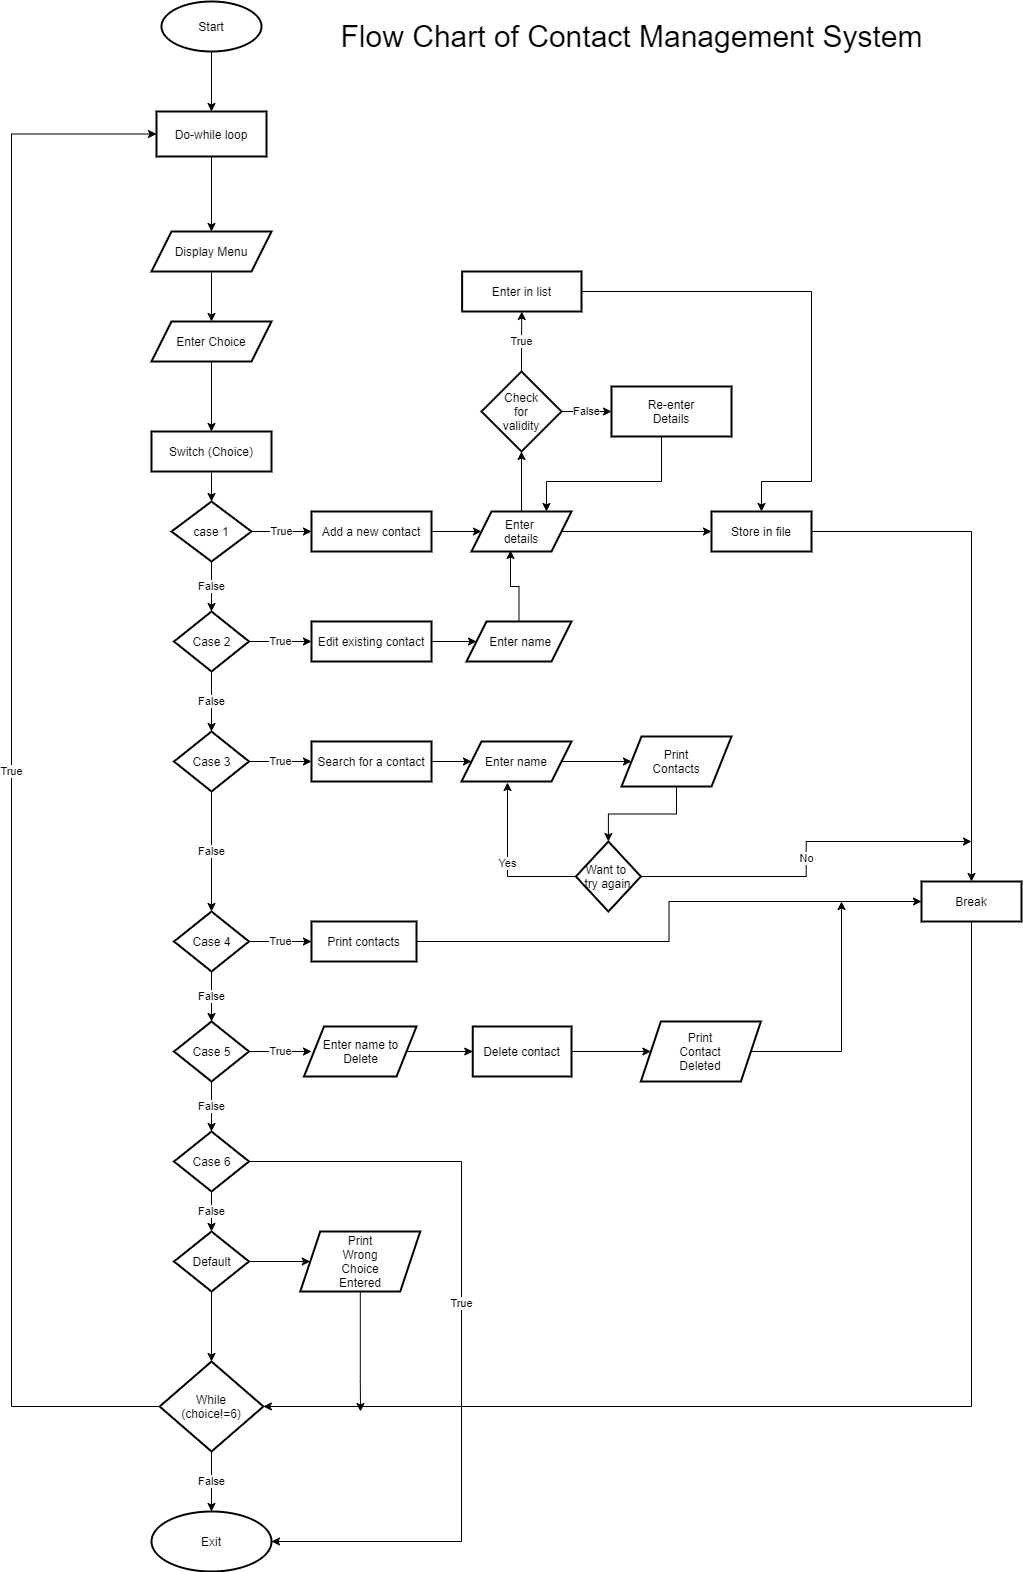 Start
Flow Chart of Contact Management System
Do-while loop
Display Menu
Enter Choice
Switch (Choice)
Enter in list
True
Check
for
validity
False
Re-enter
Details
case 1
True
Add a new contact
Enter
details
Store in file
False
Case 2
True
Edit existing contact
Enter name
False
Case 3
True
Search for a contact
Enter name
Print
Contacts
True
False
Yes
Want to
try again
No
Break
Case 4
True
Print contacts
False
Case 5
True
Enter name to
Delete
Delete contact
Print
Contact
Deleted
False
Case 6
False
Default
Print
Wrong
Choice
Entered
True
While
(choice!=6)
False
Exit